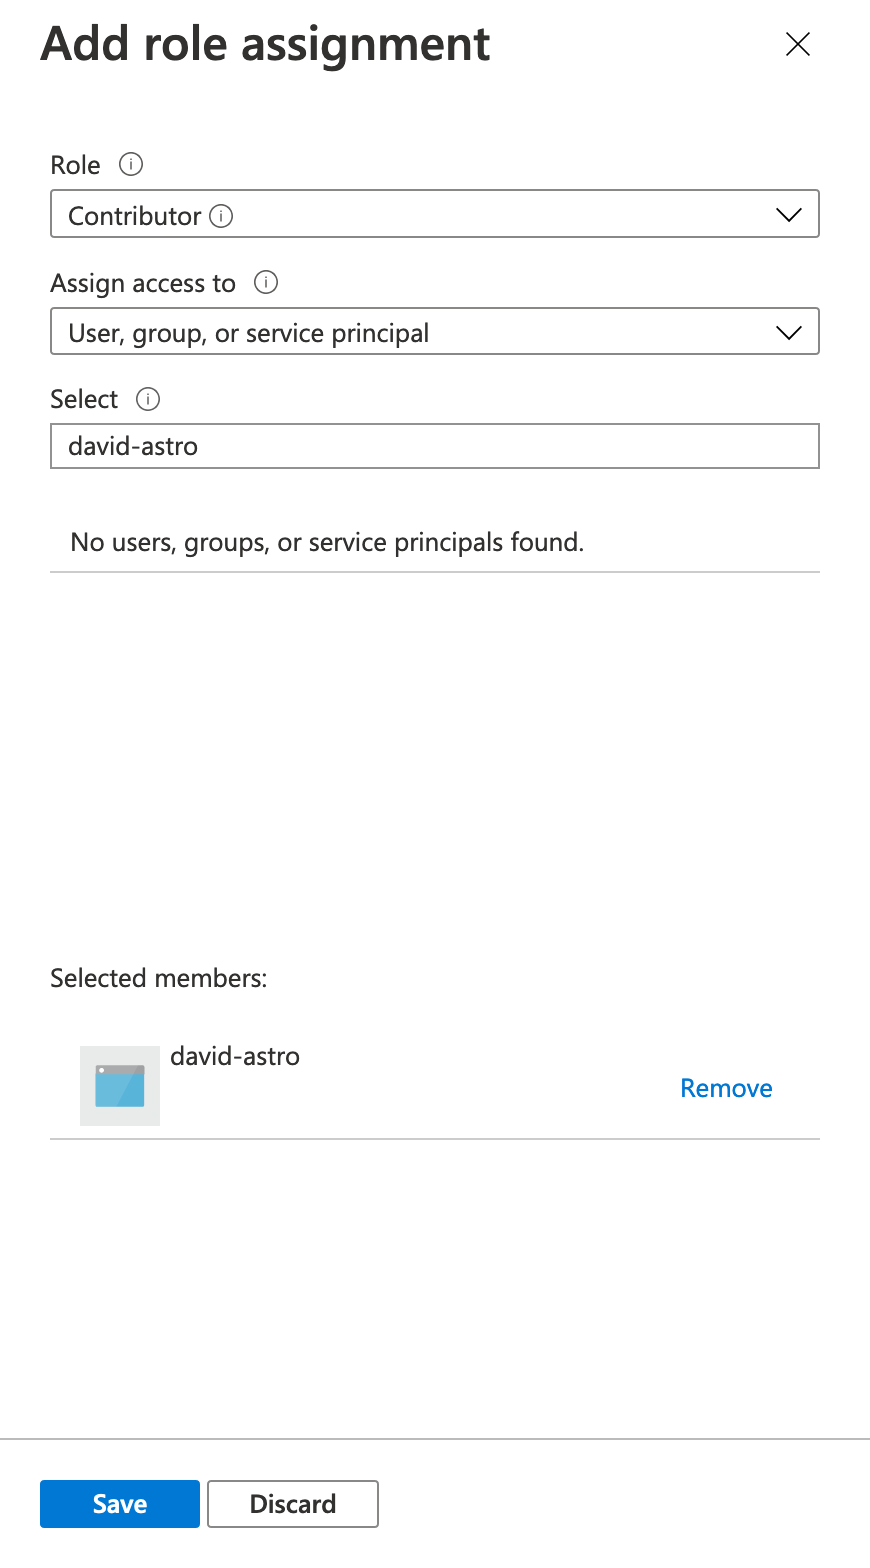 Add role assignment
Role
Contributor
Assign access to
User, group, or service principal
Select
david-astro
No users, groups, or service principals found.
Selected members:
david-astro
Remove
Save
Discard